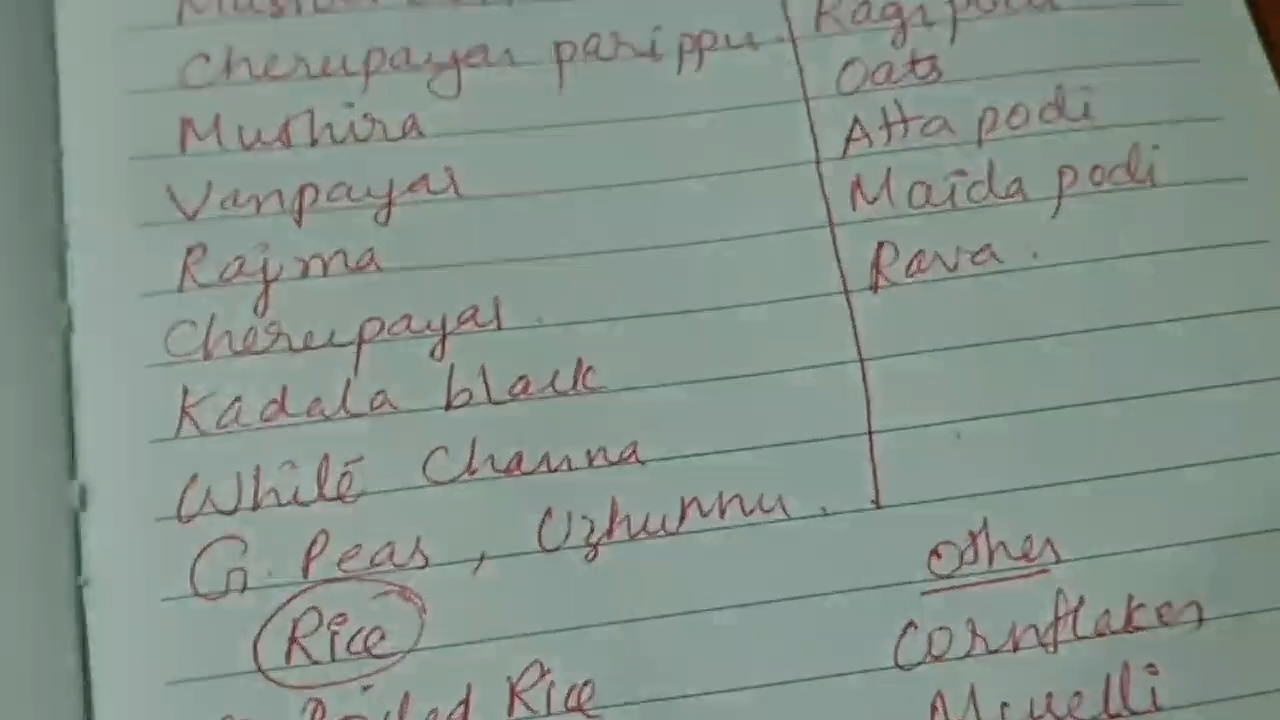 Cherupayar parippu.
Mushira
Vanpayar
Rajma
Cherupayar.
Kadala black
White Channa
G. Peas, Uzhunnu.
Rice
Boiled Rice
Oats
Atta podi
Maida podi
Rava.
Other
Cornflakes